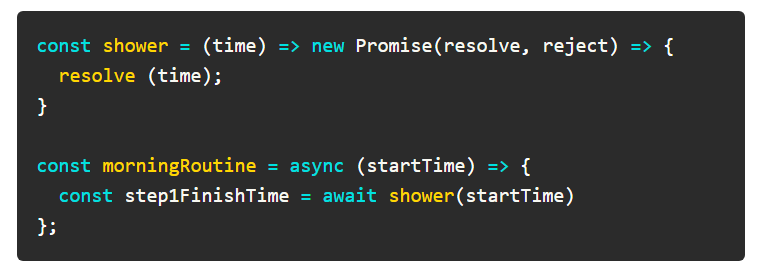 const shower = (time) => new Promise(resolve, reject) => {
  resolve (time);
}

const morningRoutine = async (startTime) => {
  const step1FinishTime = await shower(startTime)
};